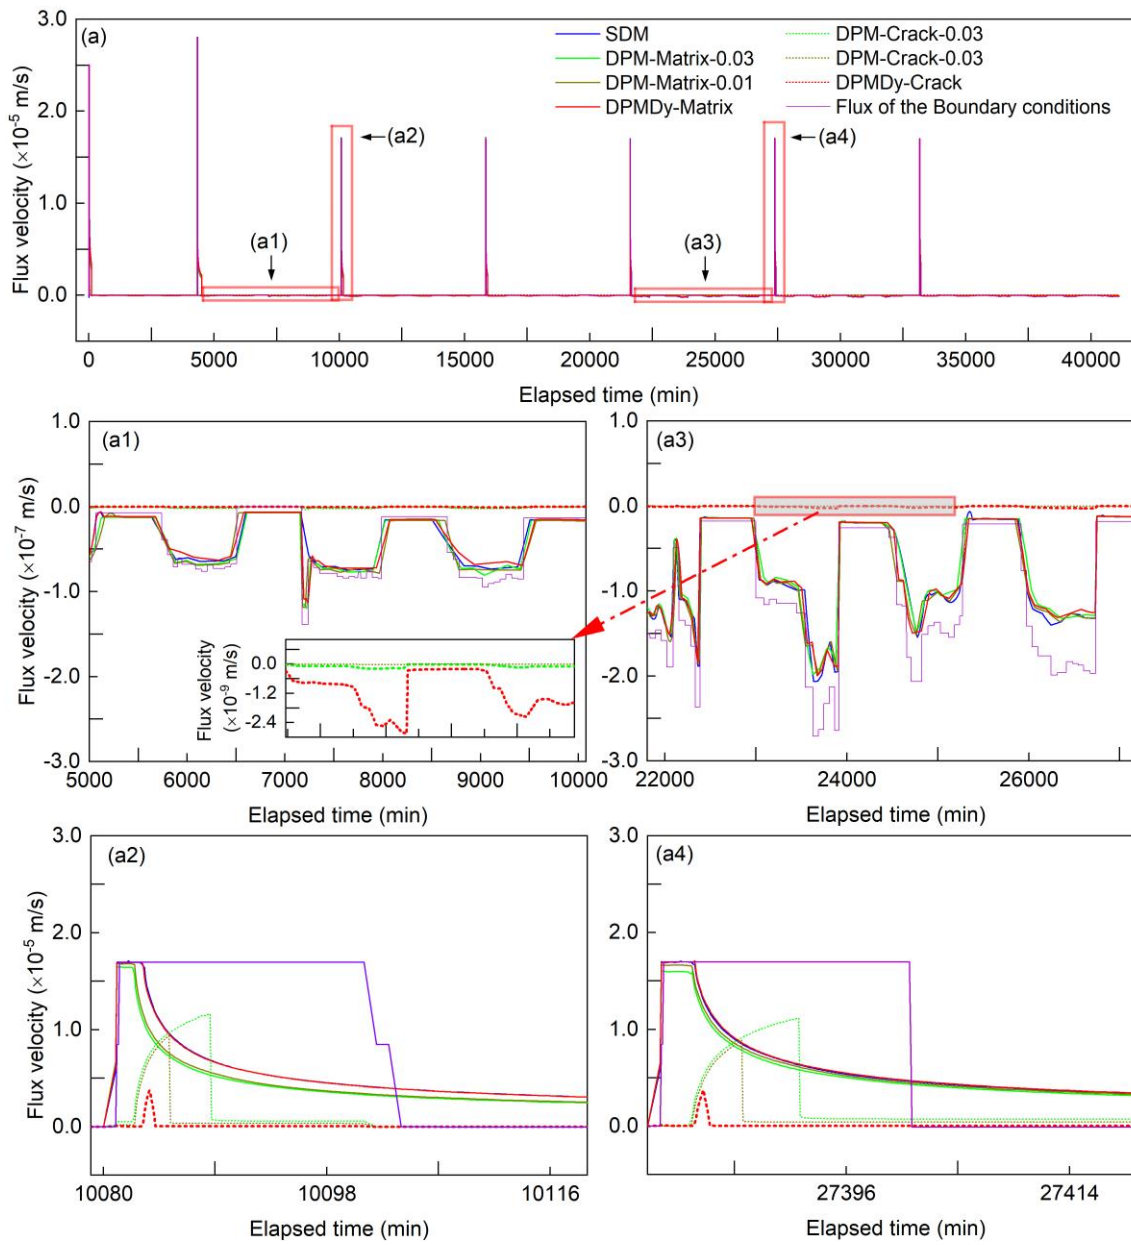 (a)
SDM
DPM-Matrix-0.03
DPM-Matrix-0.01
DPMDy-Matrix
DPM-Crack-0.03
DPM-Crack-0.03
DPMDy-Crack
Flux of the Boundary conditions
Flux velocity (×10⁻⁵ m/s)
3.0
2.0
1.0
0.0
(a1)
(a2)
(a3)
(a4)
0 5000 10000 15000 20000 25000 30000 35000 40000
Elapsed time (min)
(a1)
Flux velocity (×10⁻⁷ m/s)
1.0
0.0
-1.0
-2.0
-3.0
5000 6000 7000 8000 9000 10000
Elapsed time (min)
Flux velocity
(×10⁻⁹ m/s)
0.0
-1.2
-2.4
(a3)
1.0
0.0
-1.0
-2.0
-3.0
22000 24000 26000
Elapsed time (min)
(a2)
Flux velocity (×10⁻⁵ m/s)
3.0
2.0
1.0
0.0
10080 10098 10116
Elapsed time (min)
(a4)
3.0
2.0
1.0
0.0
27396 27414
Elapsed time (min)